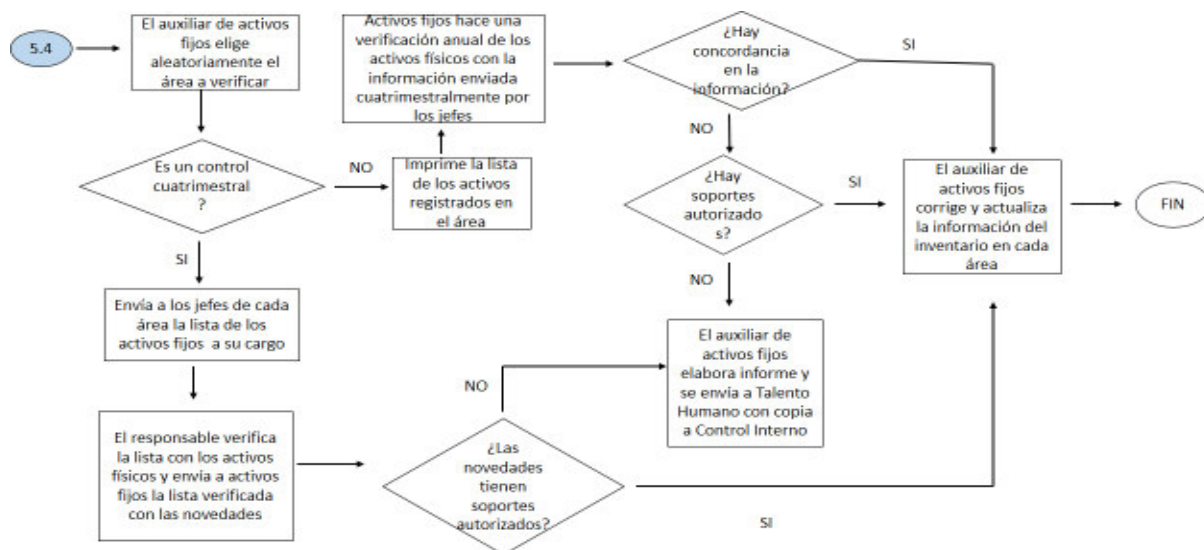 5.4
El auxiliar de activos
fijos elige
aleatoriamente el
área a verificar
Activos fijos hace una
verificación anual de los
activos físicos con la
información enviada
cuatrimestralmente por
los jefes
¿Hay
concordancia
en la
información?
SI
NO
Es un control
cuatrimestral
?
NO
Imprime la lista
de los activos
registrados en
el área
¿Hay
soportes
autorizado
s?
SI
El auxiliar de
activos fijos
corrige y actualiza
la información del
inventario en cada
área
FIN
SI
NO
Envía a los jefes de cada
área la lista de los
activos fijos a su cargo
El auxiliar de
activos fijos
elabora informe y
se envía a Talento
Humano con copia
a Control Interno
NO
El responsable verifica
la lista con los activos
físicos y envía a activos
fijos la lista verificada
con las novedades
¿Las
novedades
tienen
soportes
autorizados?
SI